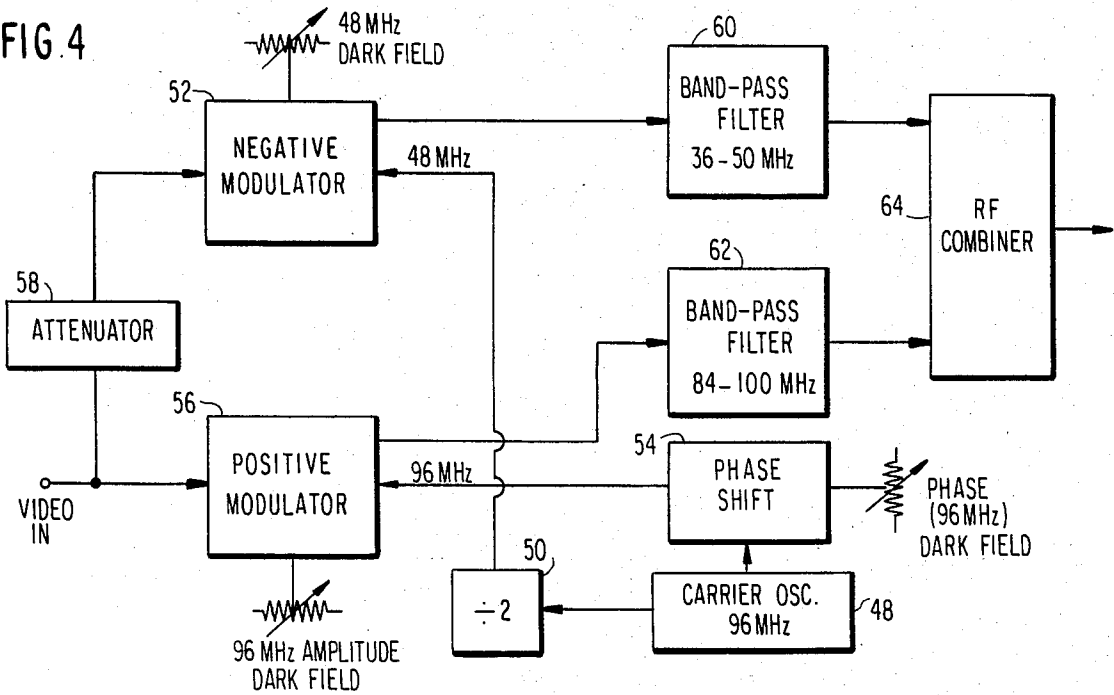 FIG. 4
48 MHz
DARK FIELD
52
NEGATIVE
MODULATOR
48 MHz
60
BAND-PASS
FILTER
36-50 MHz
64
RF
COMBINER
58
ATTENUATOR
62
BAND-PASS
FILTER
84-100 MHz
56
POSITIVE
MODULATOR
96 MHz
54
PHASE
SHIFT
PHASE
(96 MHz)
DARK FIELD
VIDEO
IN
50
÷2
CARRIER OSC.
96 MHz
48
96 MHz AMPLITUDE
DARK FIELD